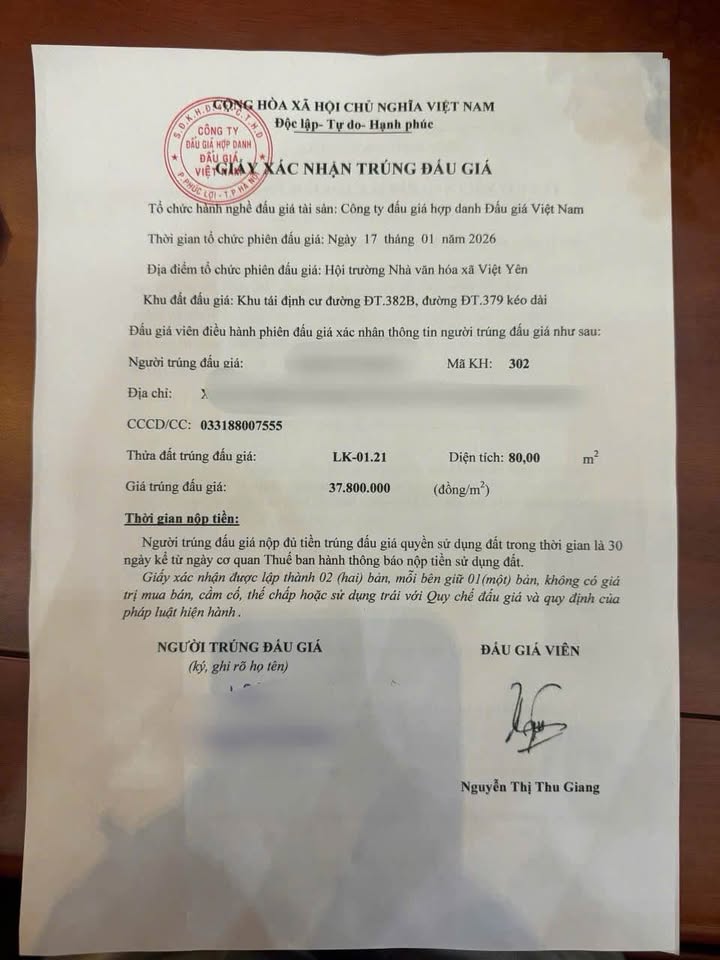 CỘNG HÒA XÃ HỘI CHỦ NGHĨA VIỆT NAM
Độc lập- Tự do- Hạnh phúc
S.Đ.K.H.Đ
C.T.H.D
CÔNG TY
ĐẤU GIÁ HỢP DANH
ĐẤU GIÁ
VIỆT NAM
P.PHÚC LỢI - T.P HÀ NỘI
GIẤY XÁC NHẬN TRÚNG ĐẤU GIÁ
Tổ chức hành nghề đấu giá tài sản: Công ty đấu giá hợp danh Đấu giá Việt Nam
Thời gian tổ chức phiên đấu giá: Ngày 17 tháng 01 năm 2026
Địa điểm tổ chức phiên đấu giá: Hội trường Nhà văn hóa xã Việt Yên
Khu đất đấu giá: Khu tái định cư đường ĐT.382B, đường ĐT.379 kéo dài
Đấu giá viên điều hành phiên đấu giá xác nhận thông tin người trúng đấu giá như sau:
Người trúng đấu giá: Mã KH: 302
Địa chỉ:
CCCD/CC: 033188007555
Thửa đất trúng đấu giá: LK-01.21 Diện tích: 80,00 m²
Giá trúng đấu giá: 37.800.000 (đồng/m²)
Thời gian nộp tiền:
Người trúng đấu giá nộp đủ tiền trúng đấu giá quyền sử dụng đất trong thời gian là 30
ngày kể từ ngày cơ quan Thuế ban hành thông báo nộp tiền sử dụng đất.
Giấy xác nhận được lập thành 02 (hai) bản, mỗi bên giữ 01(một) bản, không có giá
trị mua bán, cầm cố, thế chấp hoặc sử dụng trái với Quy chế đấu giá và quy định của
pháp luật hiện hành .
NGƯỜI TRÚNG ĐẤU GIÁ
(ký, ghi rõ họ tên)
ĐẤU GIÁ VIÊN
Nguyễn Thị Thu Giang